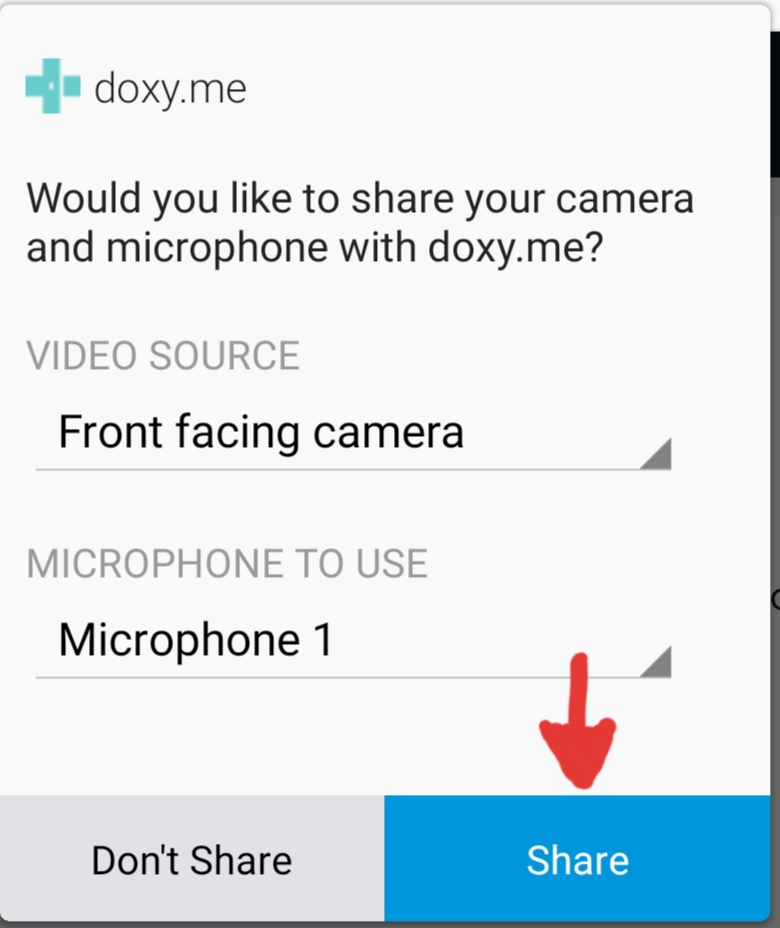 doxy.me
Would you like to share your camera
and microphone with doxy.me?
VIDEO SOURCE
Front facing camera
MICROPHONE TO USE
Microphone 1
Don't Share
Share